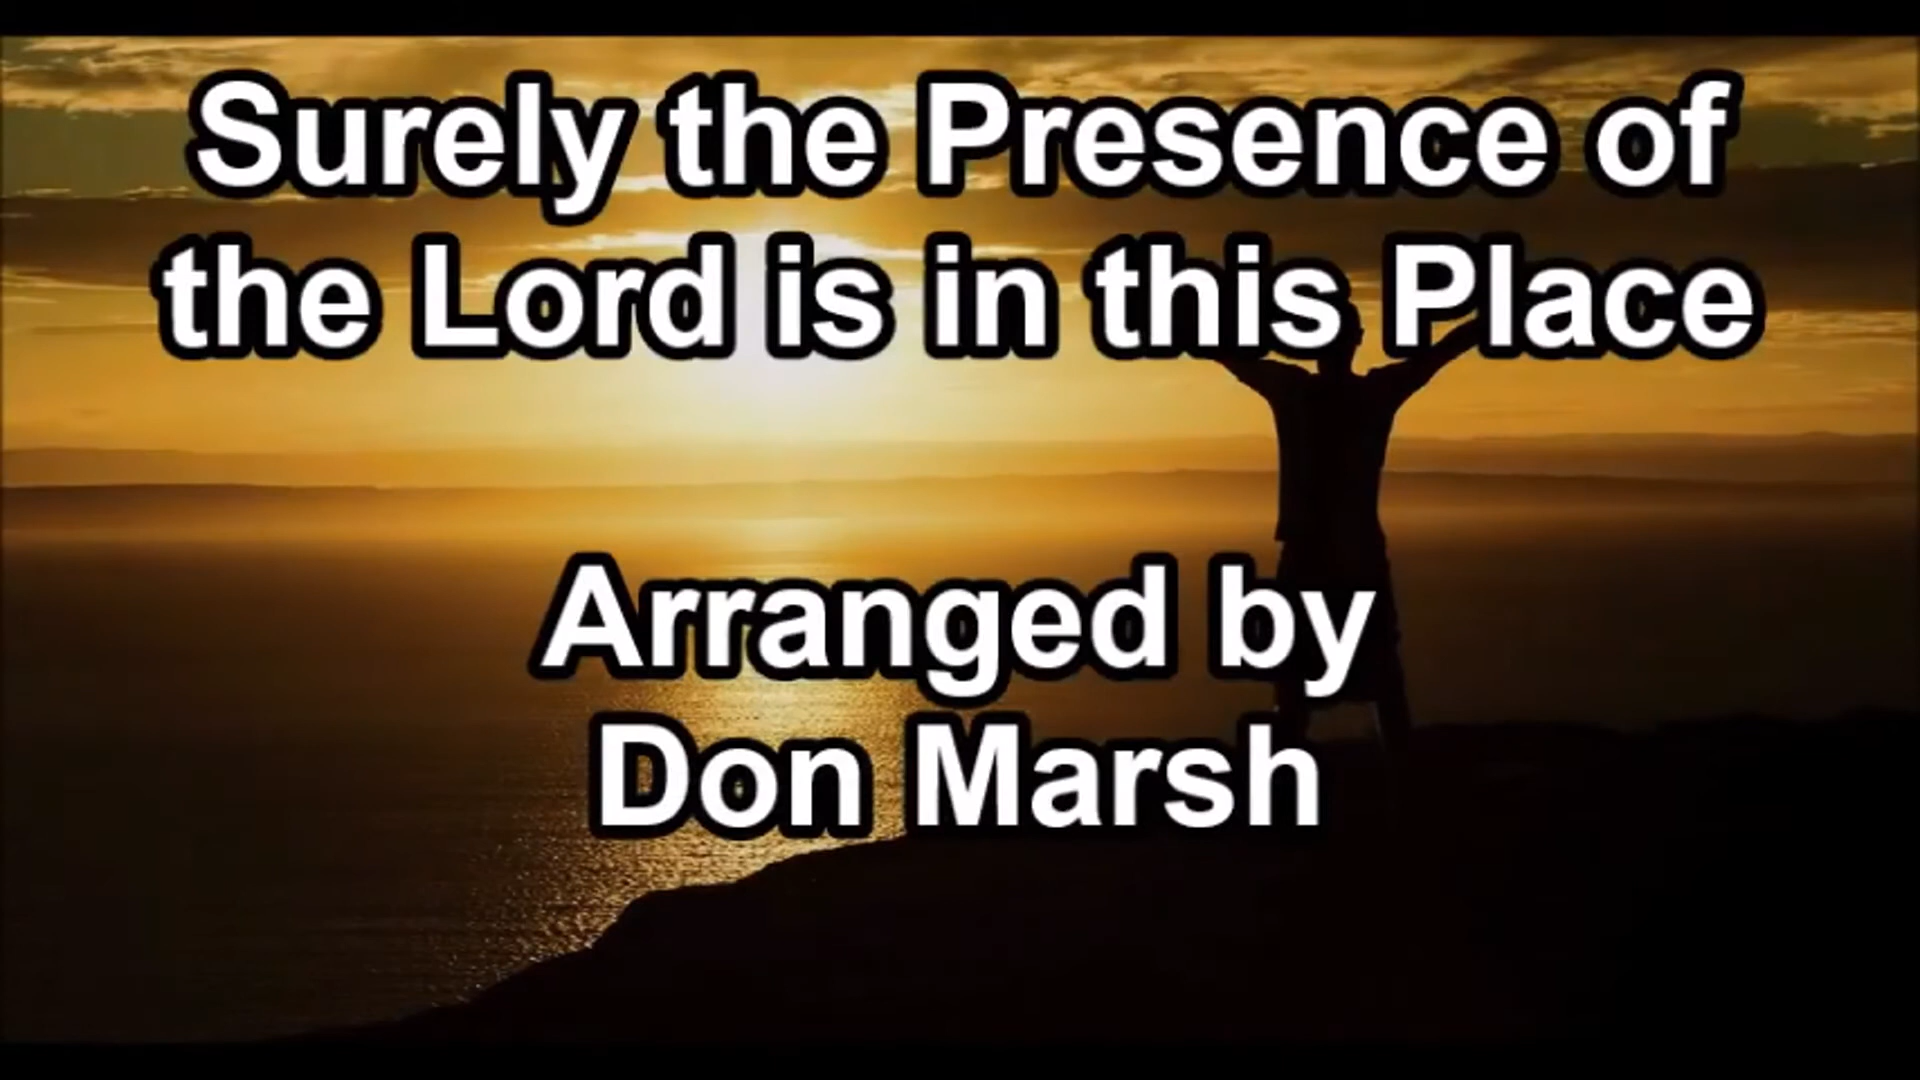 Surely the Presence of
the Lord is in this Place
Arranged by
Don Marsh